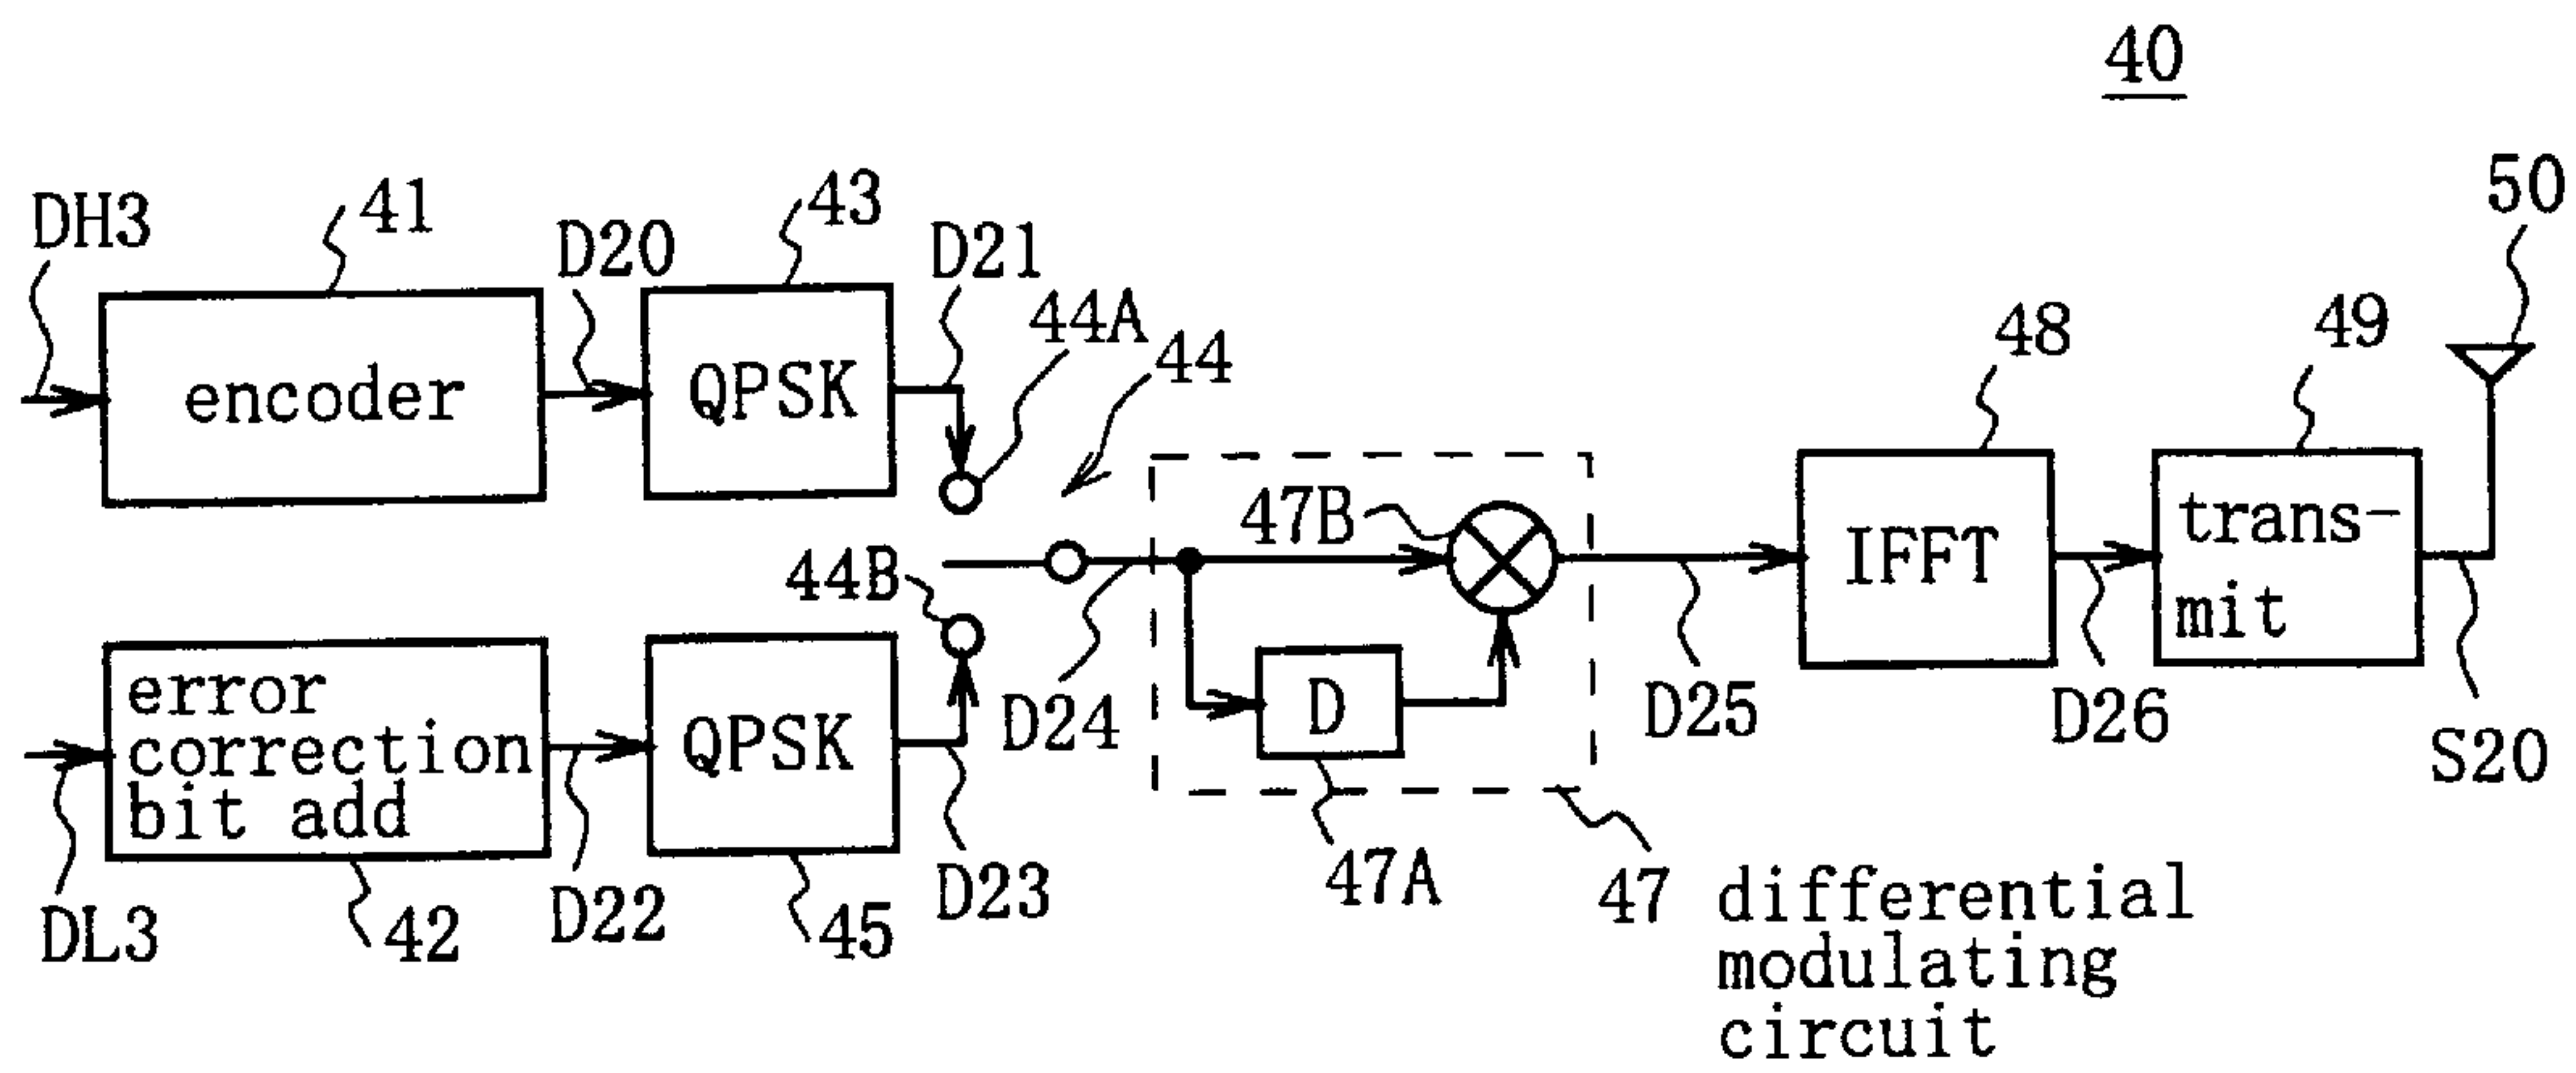 40
DH3
41
D20
43
D21
44A
44
48
49
50
encoder
QPSK
47B
IFFT
trans-
mit
44B
error
correction
bit add
QPSK
D24
D
D25
D26
S20
DL3
42
D22
45
D23
47A
47
differential
modulating
circuit